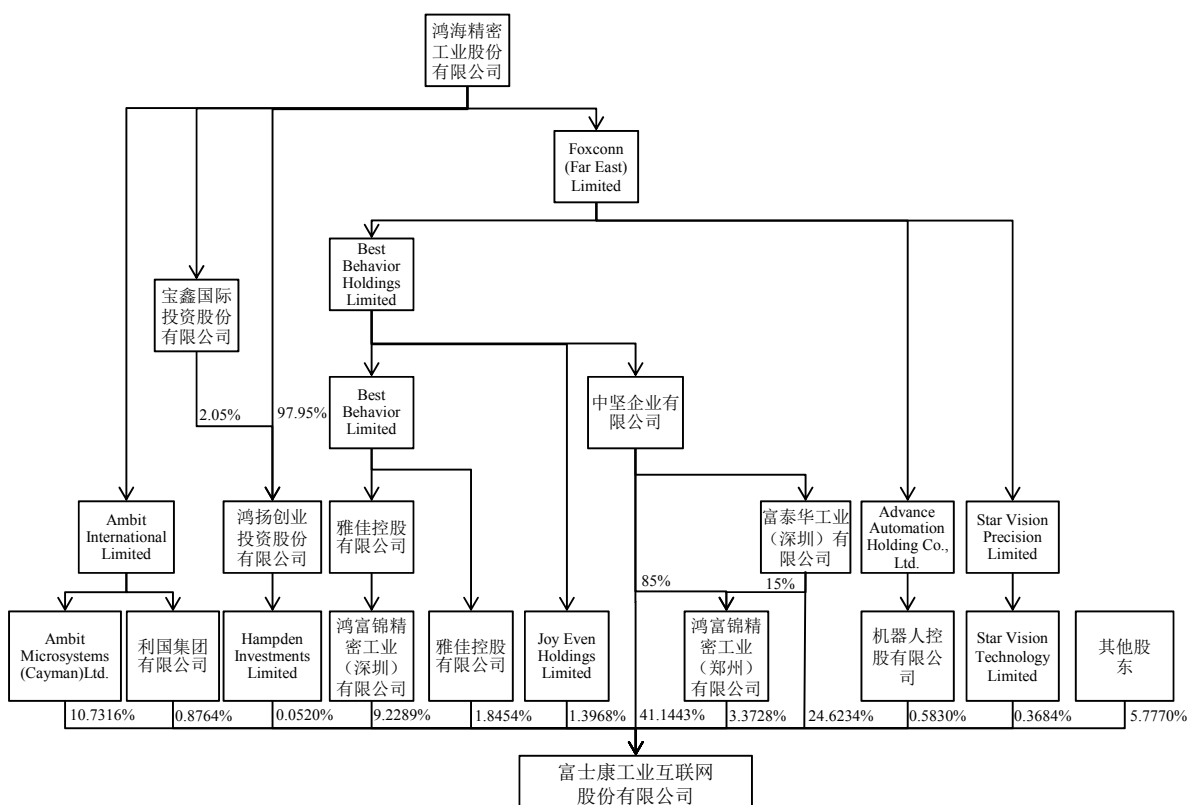 鸿海精密
工业股份
有限公司
Foxconn
(Far East)
Limited
Best
Behavior
Holdings
Limited
宝鑫国际
投资股份
有限公司
Best
Behavior
Limited
中坚企业有
限公司
2.05%
97.95%
Ambit
International
Limited
鸿扬创业
投资股份
有限公司
雅佳控股
有限公司
富泰华工业
（深圳）有
限公司
Advance
Automation
Holding Co.,
Ltd.
Star Vision
Precision
Limited
85%
15%
Ambit
Microsystems
(Cayman)Ltd.
利国集团
有限公司
Hampden
Investments
Limited
鸿富锦精
密工业
（深圳）
有限公司
雅佳控股
有限公司
Joy Even
Holdings
Limited
鸿富锦精
密工业
（郑州）
有限公司
机器人控
股有限公
司
Star Vision
Technology
Limited
其他股
东
10.7316%
0.8764%
0.0520%
9.2289%
1.8454%
1.3968%
41.1443%
3.3728%
24.6234%
0.5830%
0.3684%
5.7770%
富士康工业互联网
股份有限公司